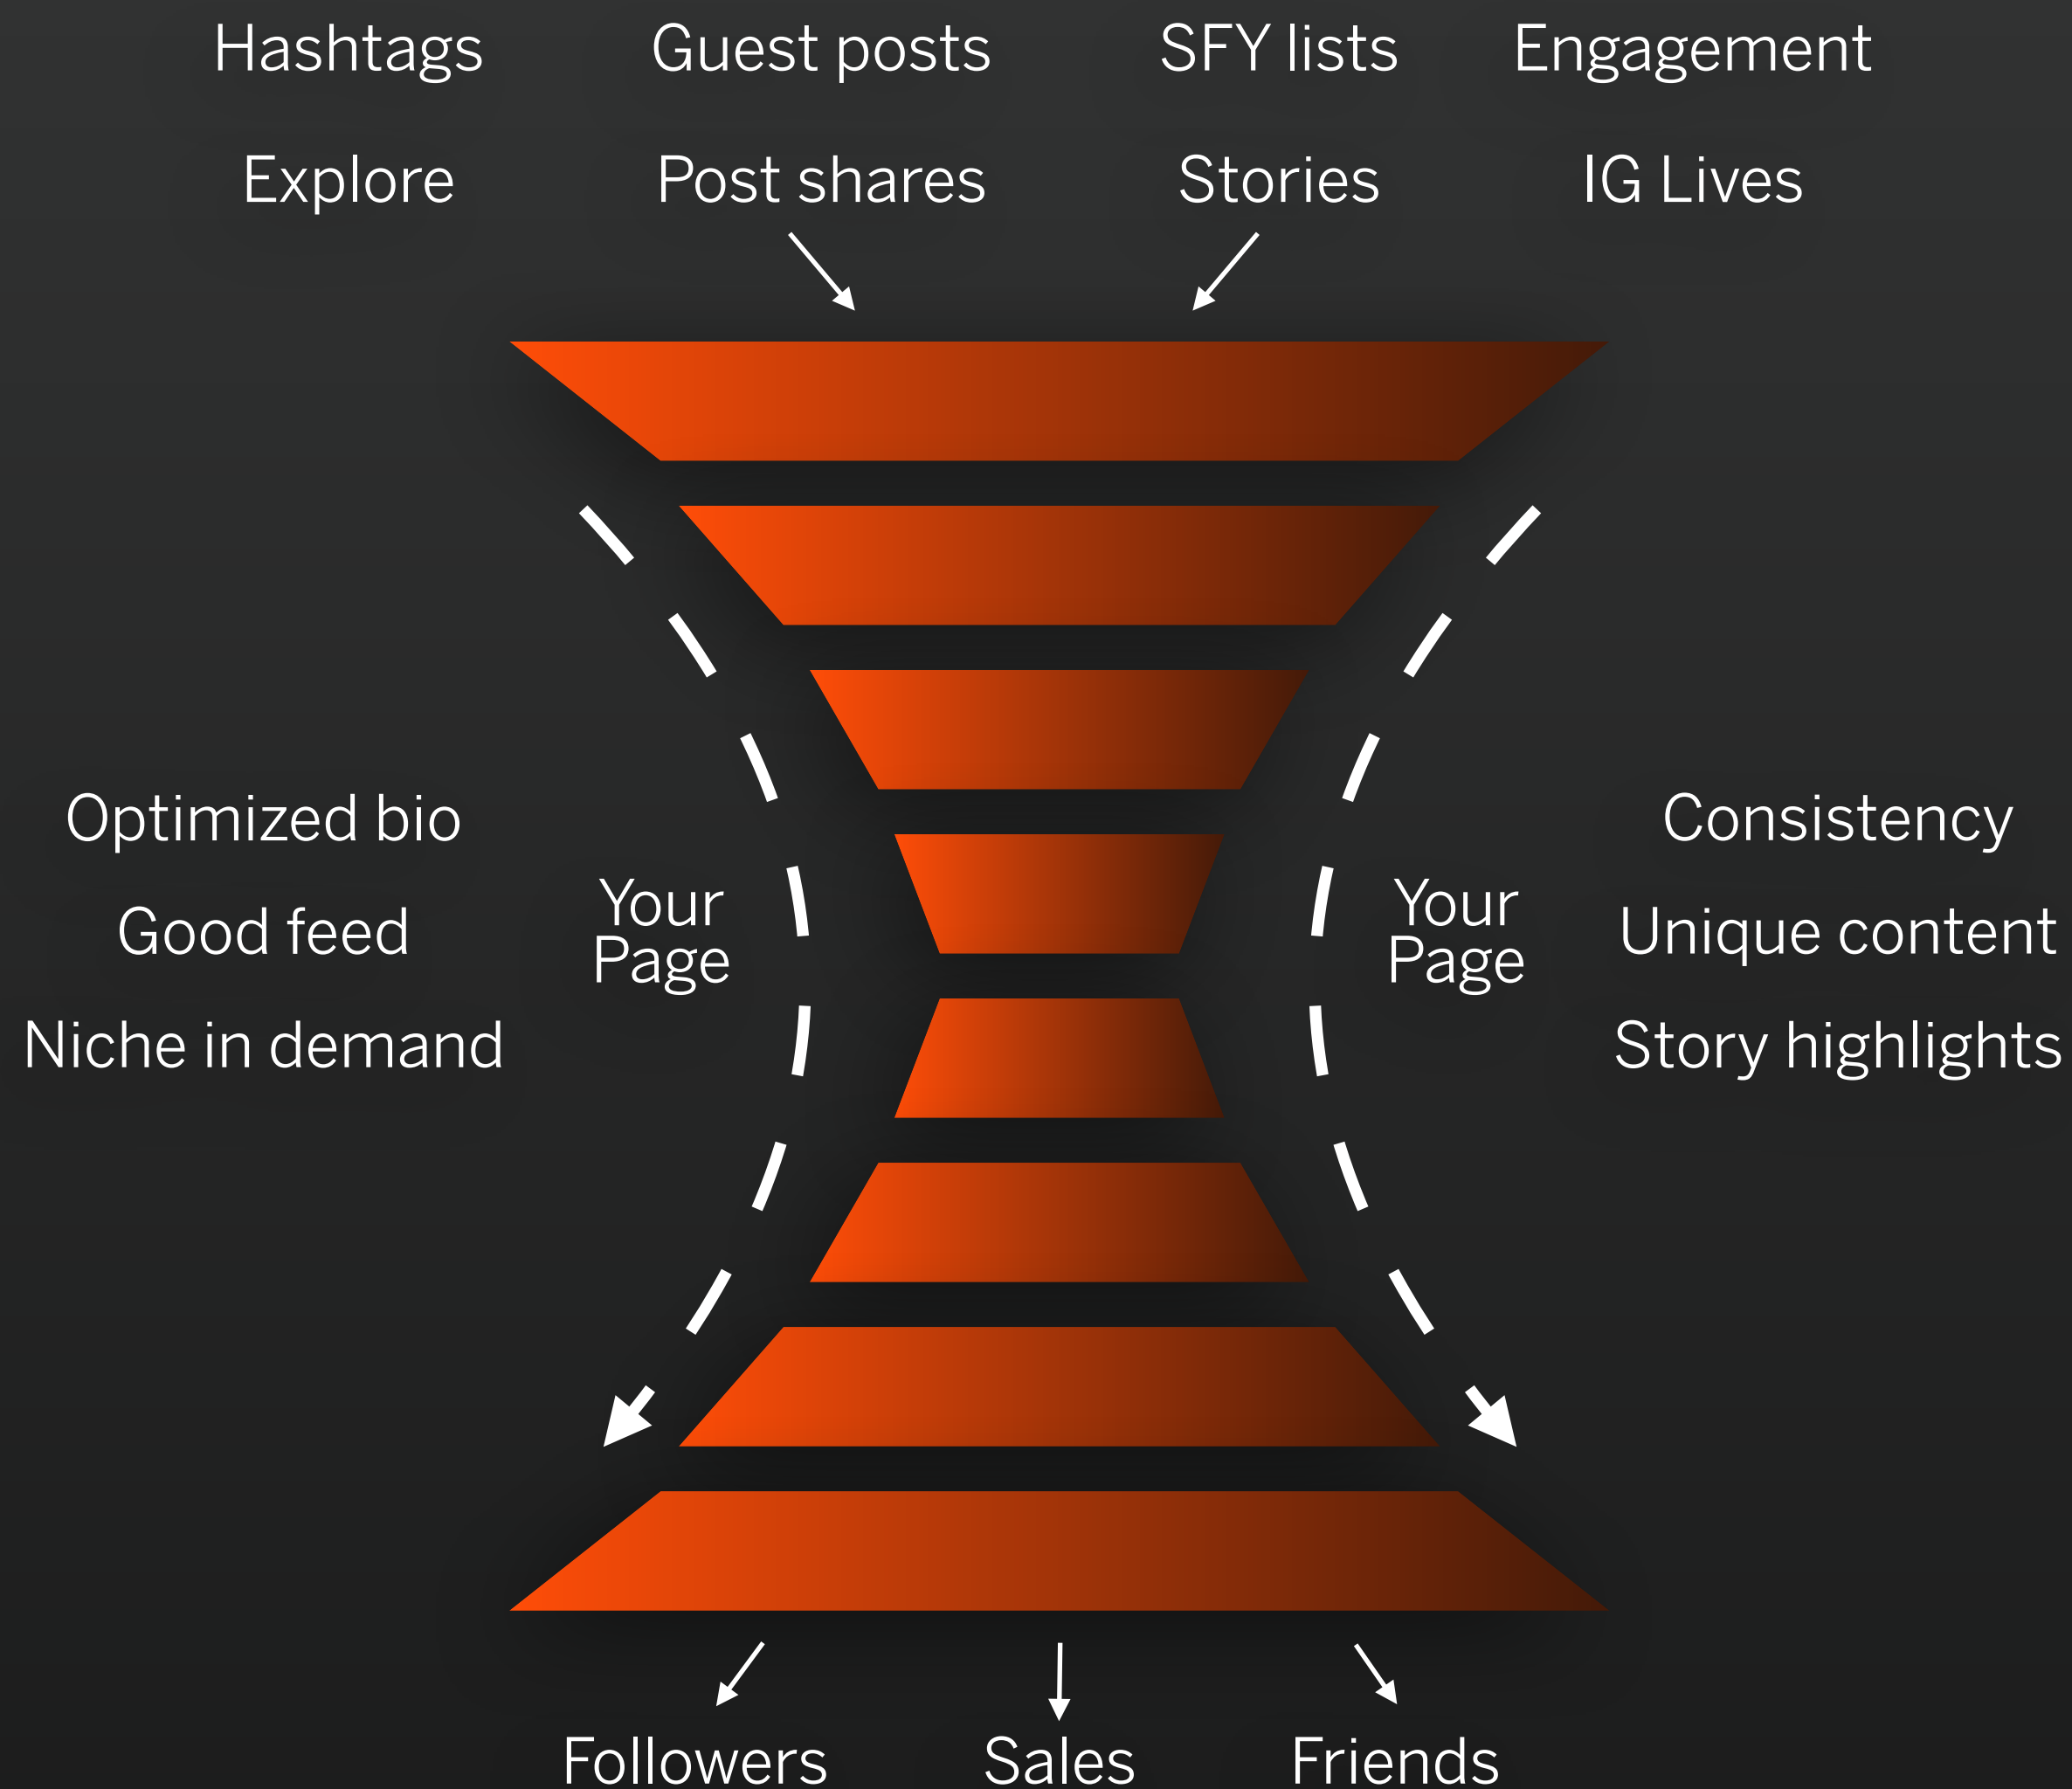 Hashtags
Guest posts
SFY lists
Engagement
Explore
Post shares
Stories
IG Lives
Optimized bio
Good feed
Niche in demand
Your
Page
Your
Page
Consistency
Unique content
Story highlights
Followers
Sales
Friends